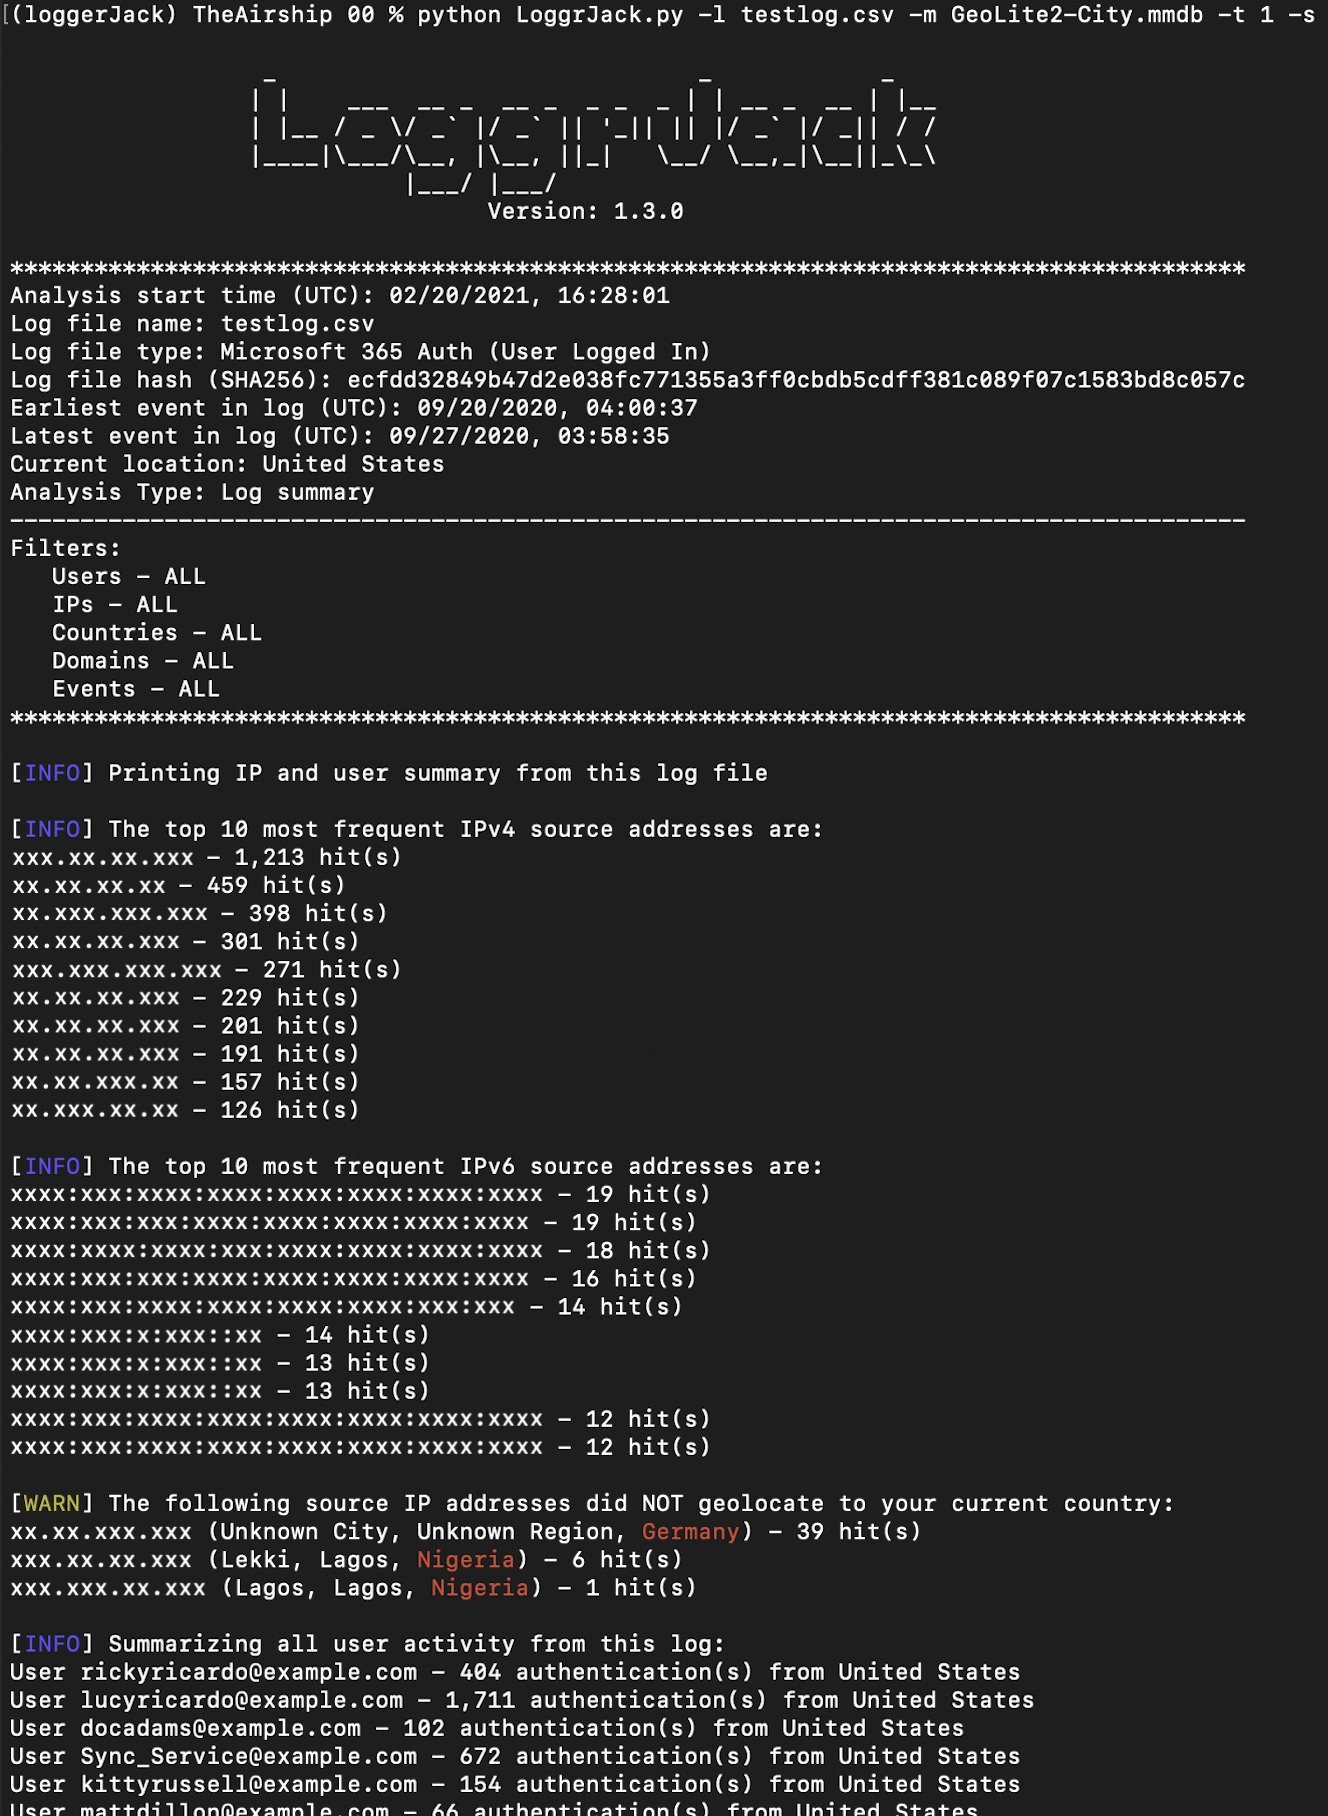 (loggerJack) TheAirship 00 % python LoggrJack.py -l testlog.csv -m GeoLite2-City.mmdb -t 1 -s
LoggrJack
Version: 1.3.0
****************************************************************************************
Analysis start time (UTC): 02/20/2021, 16:28:01
Log file name: testlog.csv
Log file type: Microsoft 365 Auth (User Logged In)
Log file hash (SHA256): ecfdd32849b47d2e038fc771355a3ff0cbdb5cdff381c089f07c1583bd8c057c
Earliest event in log (UTC): 09/20/2020, 04:00:37
Latest event in log (UTC): 09/27/2020, 03:58:35
Current location: United States
Analysis Type: Log summary
----------------------------------------------------------------------------------------
Filters:
Users - ALL
IPs - ALL
Countries - ALL
Domains - ALL
Events - ALL
****************************************************************************************
[INFO] Printing IP and user summary from this log file
[INFO] The top 10 most frequent IPv4 source addresses are:
xxx.xx.xx.xxx - 1,213 hit(s)
xx.xx.xx.xx - 459 hit(s)
xx.xxx.xxx.xxx - 398 hit(s)
xx.xx.xx.xxx - 301 hit(s)
xxx.xxx.xxx.xxx - 271 hit(s)
xx.xx.xx.xxx - 229 hit(s)
xx.xx.xx.xxx - 201 hit(s)
xx.xx.xx.xxx - 191 hit(s)
xx.xx.xxx.xx - 157 hit(s)
xx.xxx.xx.xx - 126 hit(s)
[INFO] The top 10 most frequent IPv6 source addresses are:
xxxx:xxx:xxxx:xxxx:xxxx:xxxx:xxxx:xxxx - 19 hit(s)
xxxx:xxx:xxxx:xxx:xxxx:xxxx:xxxx:xxxx - 19 hit(s)
xxxx:xxx:xxxx:xxxx:xxxx:xxxx:xxxx:xxxx - 18 hit(s)
xxxx:xxx:xxxx:xxx:xxxx:xxxx:xxxx:xxxx - 16 hit(s)
xxxx:xxx:xxxx:xxxx:xxxx:xxxx:xxx:xxx - 14 hit(s)
xxxx:xxx:x:xxx::xx - 14 hit(s)
xxxx:xxx:x:xxx::xx - 13 hit(s)
xxxx:xxx:x:xxx::xx - 13 hit(s)
xxxx:xxx:xxxx:xxxx:xxxx:xxxx:xxxx:xxxx - 12 hit(s)
xxxx:xxx:xxxx:xxxx:xxxx:xxxx:xxxx:xxxx - 12 hit(s)
[WARN] The following source IP addresses did NOT geolocate to your current country:
xx.xx.xxx.xxx (Unknown City, Unknown Region, Germany) - 39 hit(s)
xxx.xx.xx.xxx (Lekki, Lagos, Nigeria) - 6 hit(s)
xxx.xxx.xx.xxx (Lagos, Lagos, Nigeria) - 1 hit(s)
[INFO] Summarizing all user activity from this log:
User rickyricardo@example.com - 404 authentication(s) from United States
User lucyricardo@example.com - 1,711 authentication(s) from United States
User docadams@example.com - 102 authentication(s) from United States
User Sync_Service@example.com - 672 authentication(s) from United States
User kittyrussell@example.com - 154 authentication(s) from United States
User mattdillon@example.com - 66 authentication(s) from United States